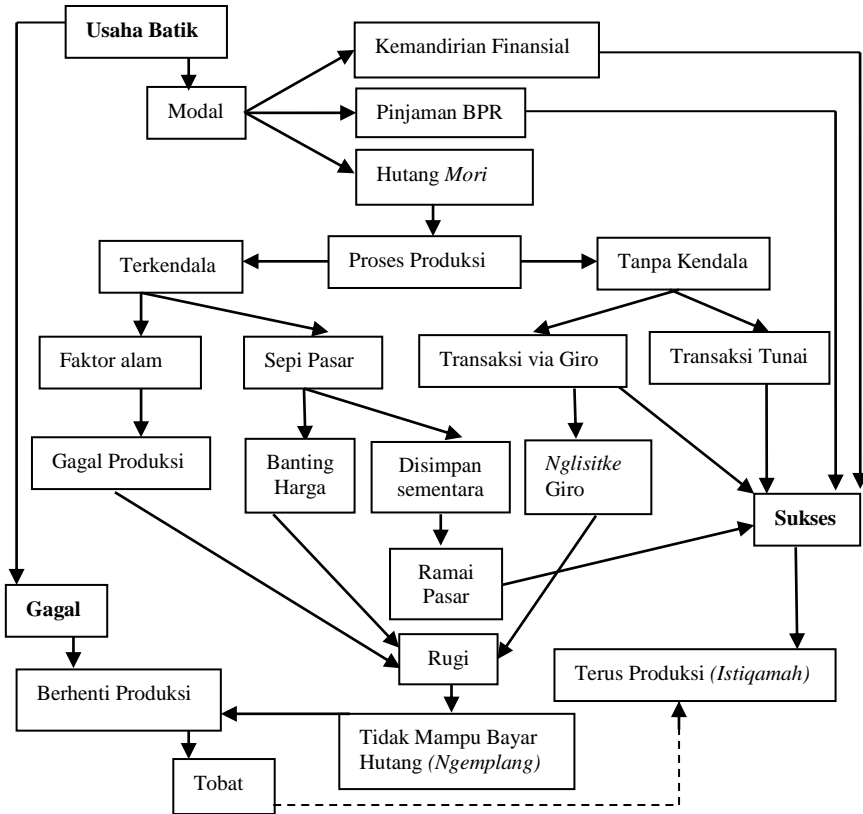 Usaha Batik
Kemandirian Finansial
Modal
Pinjaman BPR
Hutang Mori
Terkendala
Proses Produksi
Tanpa Kendala
Faktor alam
Sepi Pasar
Transaksi via Giro
Transaksi Tunai
Gagal Produksi
Banting
Harga
Disimpan
sementara
Nglisitke
Giro
Sukses
Ramai
Pasar
Gagal
Rugi
Terus Produksi (Istiqamah)
Berhenti Produksi
Tidak Mampu Bayar
Hutang (Ngemplang)
Tobat